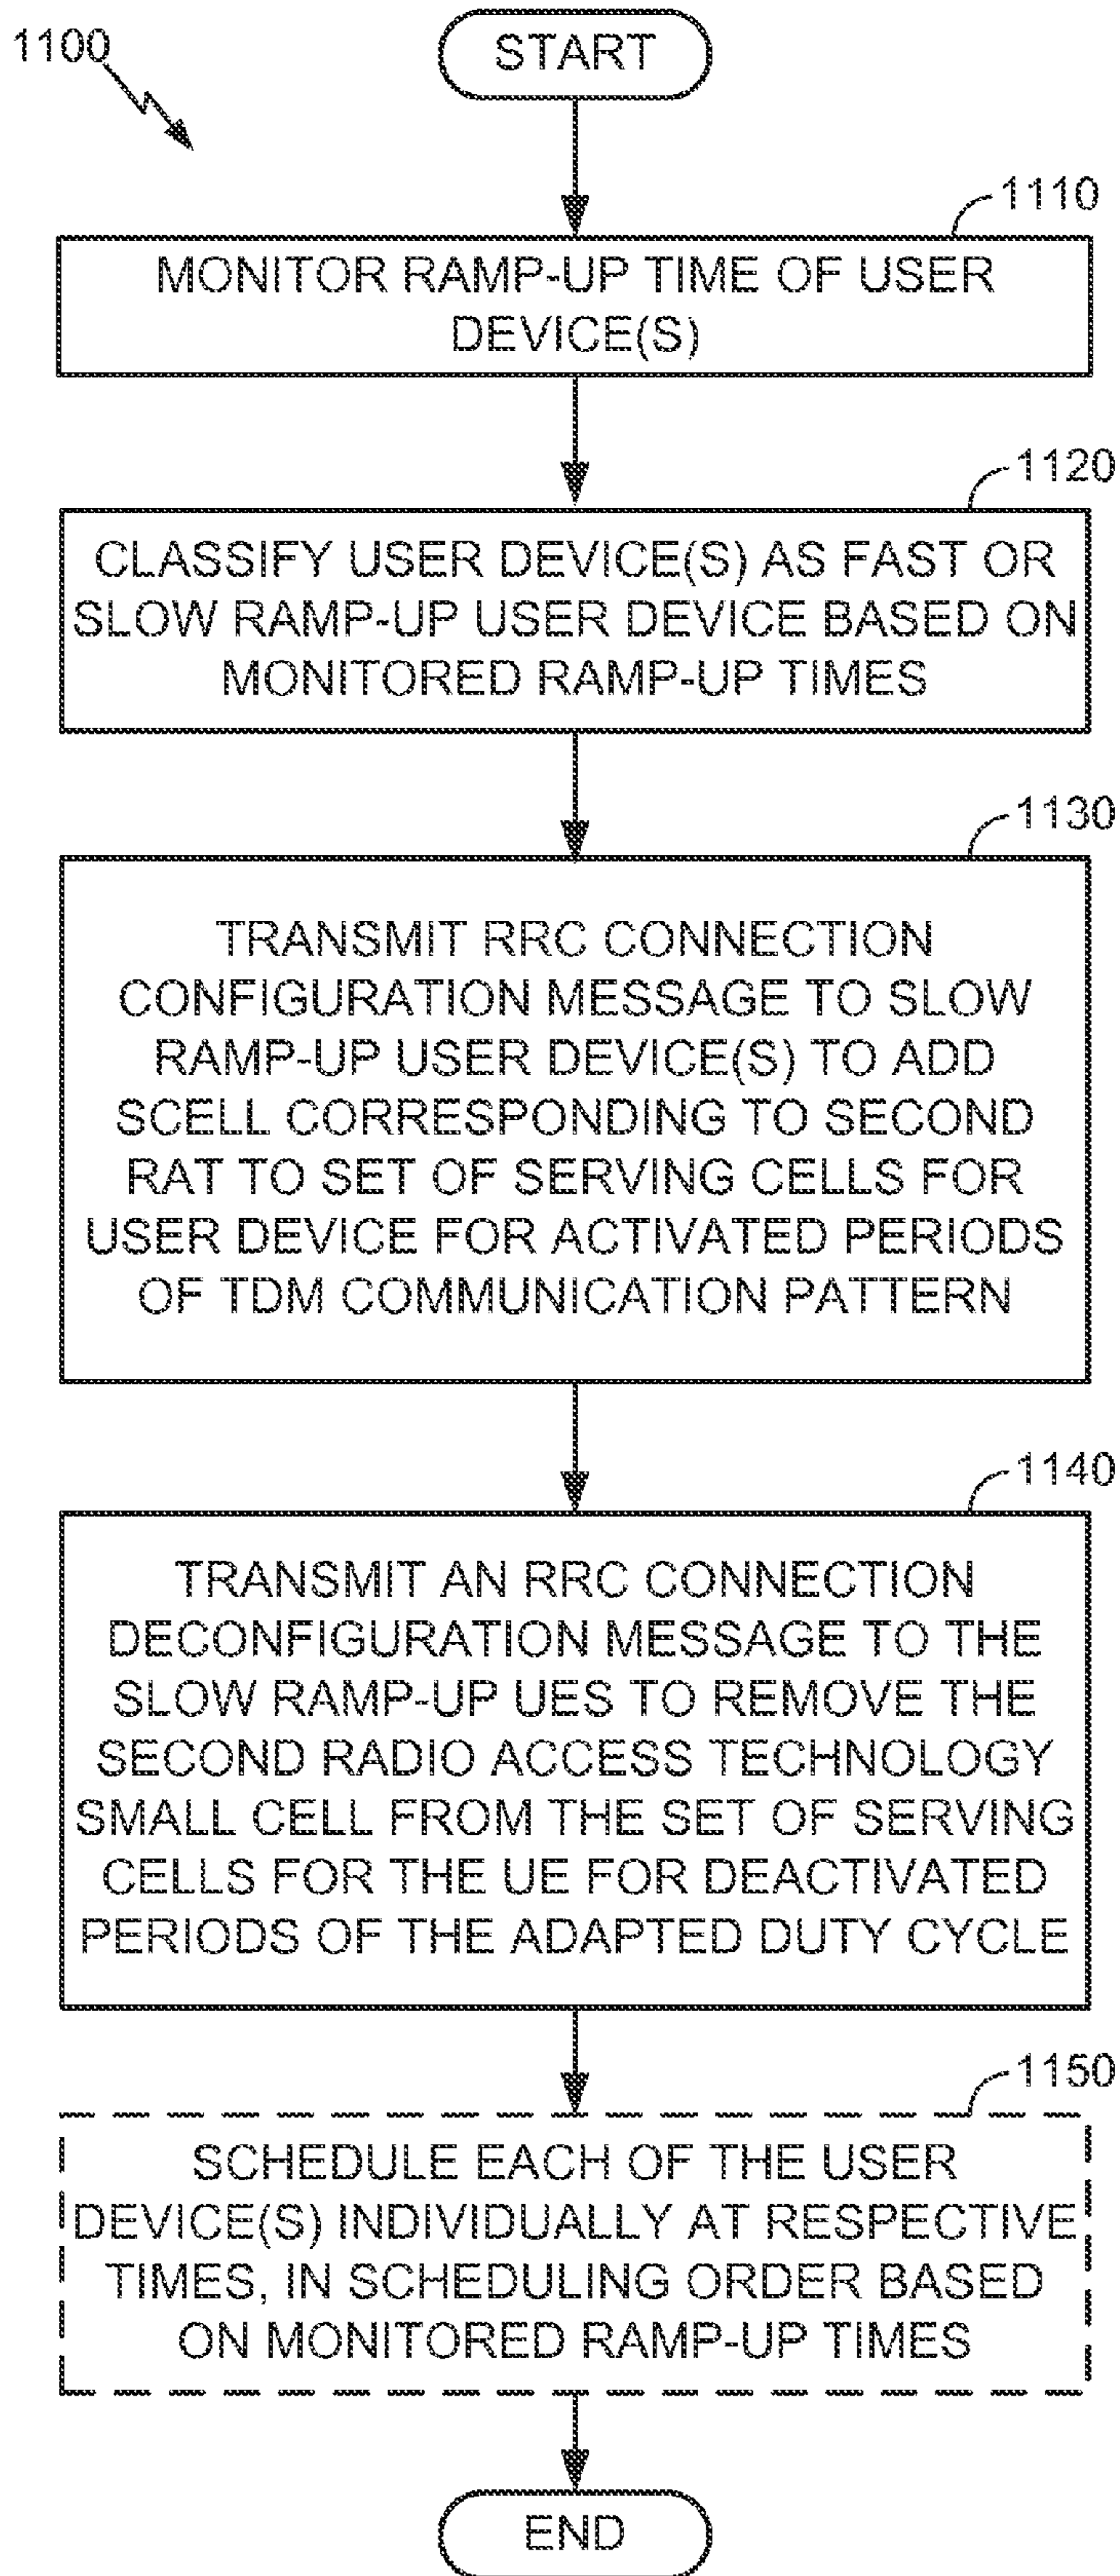 1100
START
1110
MONITOR RAMP-UP TIME OF USER
DEVICE(S)
1120
CLASSIFY USER DEVICE(S) AS FAST OR
SLOW RAMP-UP USER DEVICE BASED ON
MONITORED RAMP-UP TIMES
1130
TRANSMIT RRC CONNECTION
CONFIGURATION MESSAGE TO SLOW
RAMP-UP USER DEVICE(S) TO ADD
SCELL CORRESPONDING TO SECOND
RAT TO SET OF SERVING CELLS FOR
USER DEVICE FOR ACTIVATED PERIODS
OF TDM COMMUNICATION PATTERN
1140
TRANSMIT AN RRC CONNECTION
DECONFIGURATION MESSAGE TO THE
SLOW RAMP-UP UES TO REMOVE THE
SECOND RADIO ACCESS TECHNOLOGY
SMALL CELL FROM THE SET OF SERVING
CELLS FOR THE UE FOR DEACTIVATED
PERIODS OF THE ADAPTED DUTY CYCLE
1150
SCHEDULE EACH OF THE USER
DEVICE(S) INDIVIDUALLY AT RESPECTIVE
TIMES, IN SCHEDULING ORDER BASED
ON MONITORED RAMP-UP TIMES
END